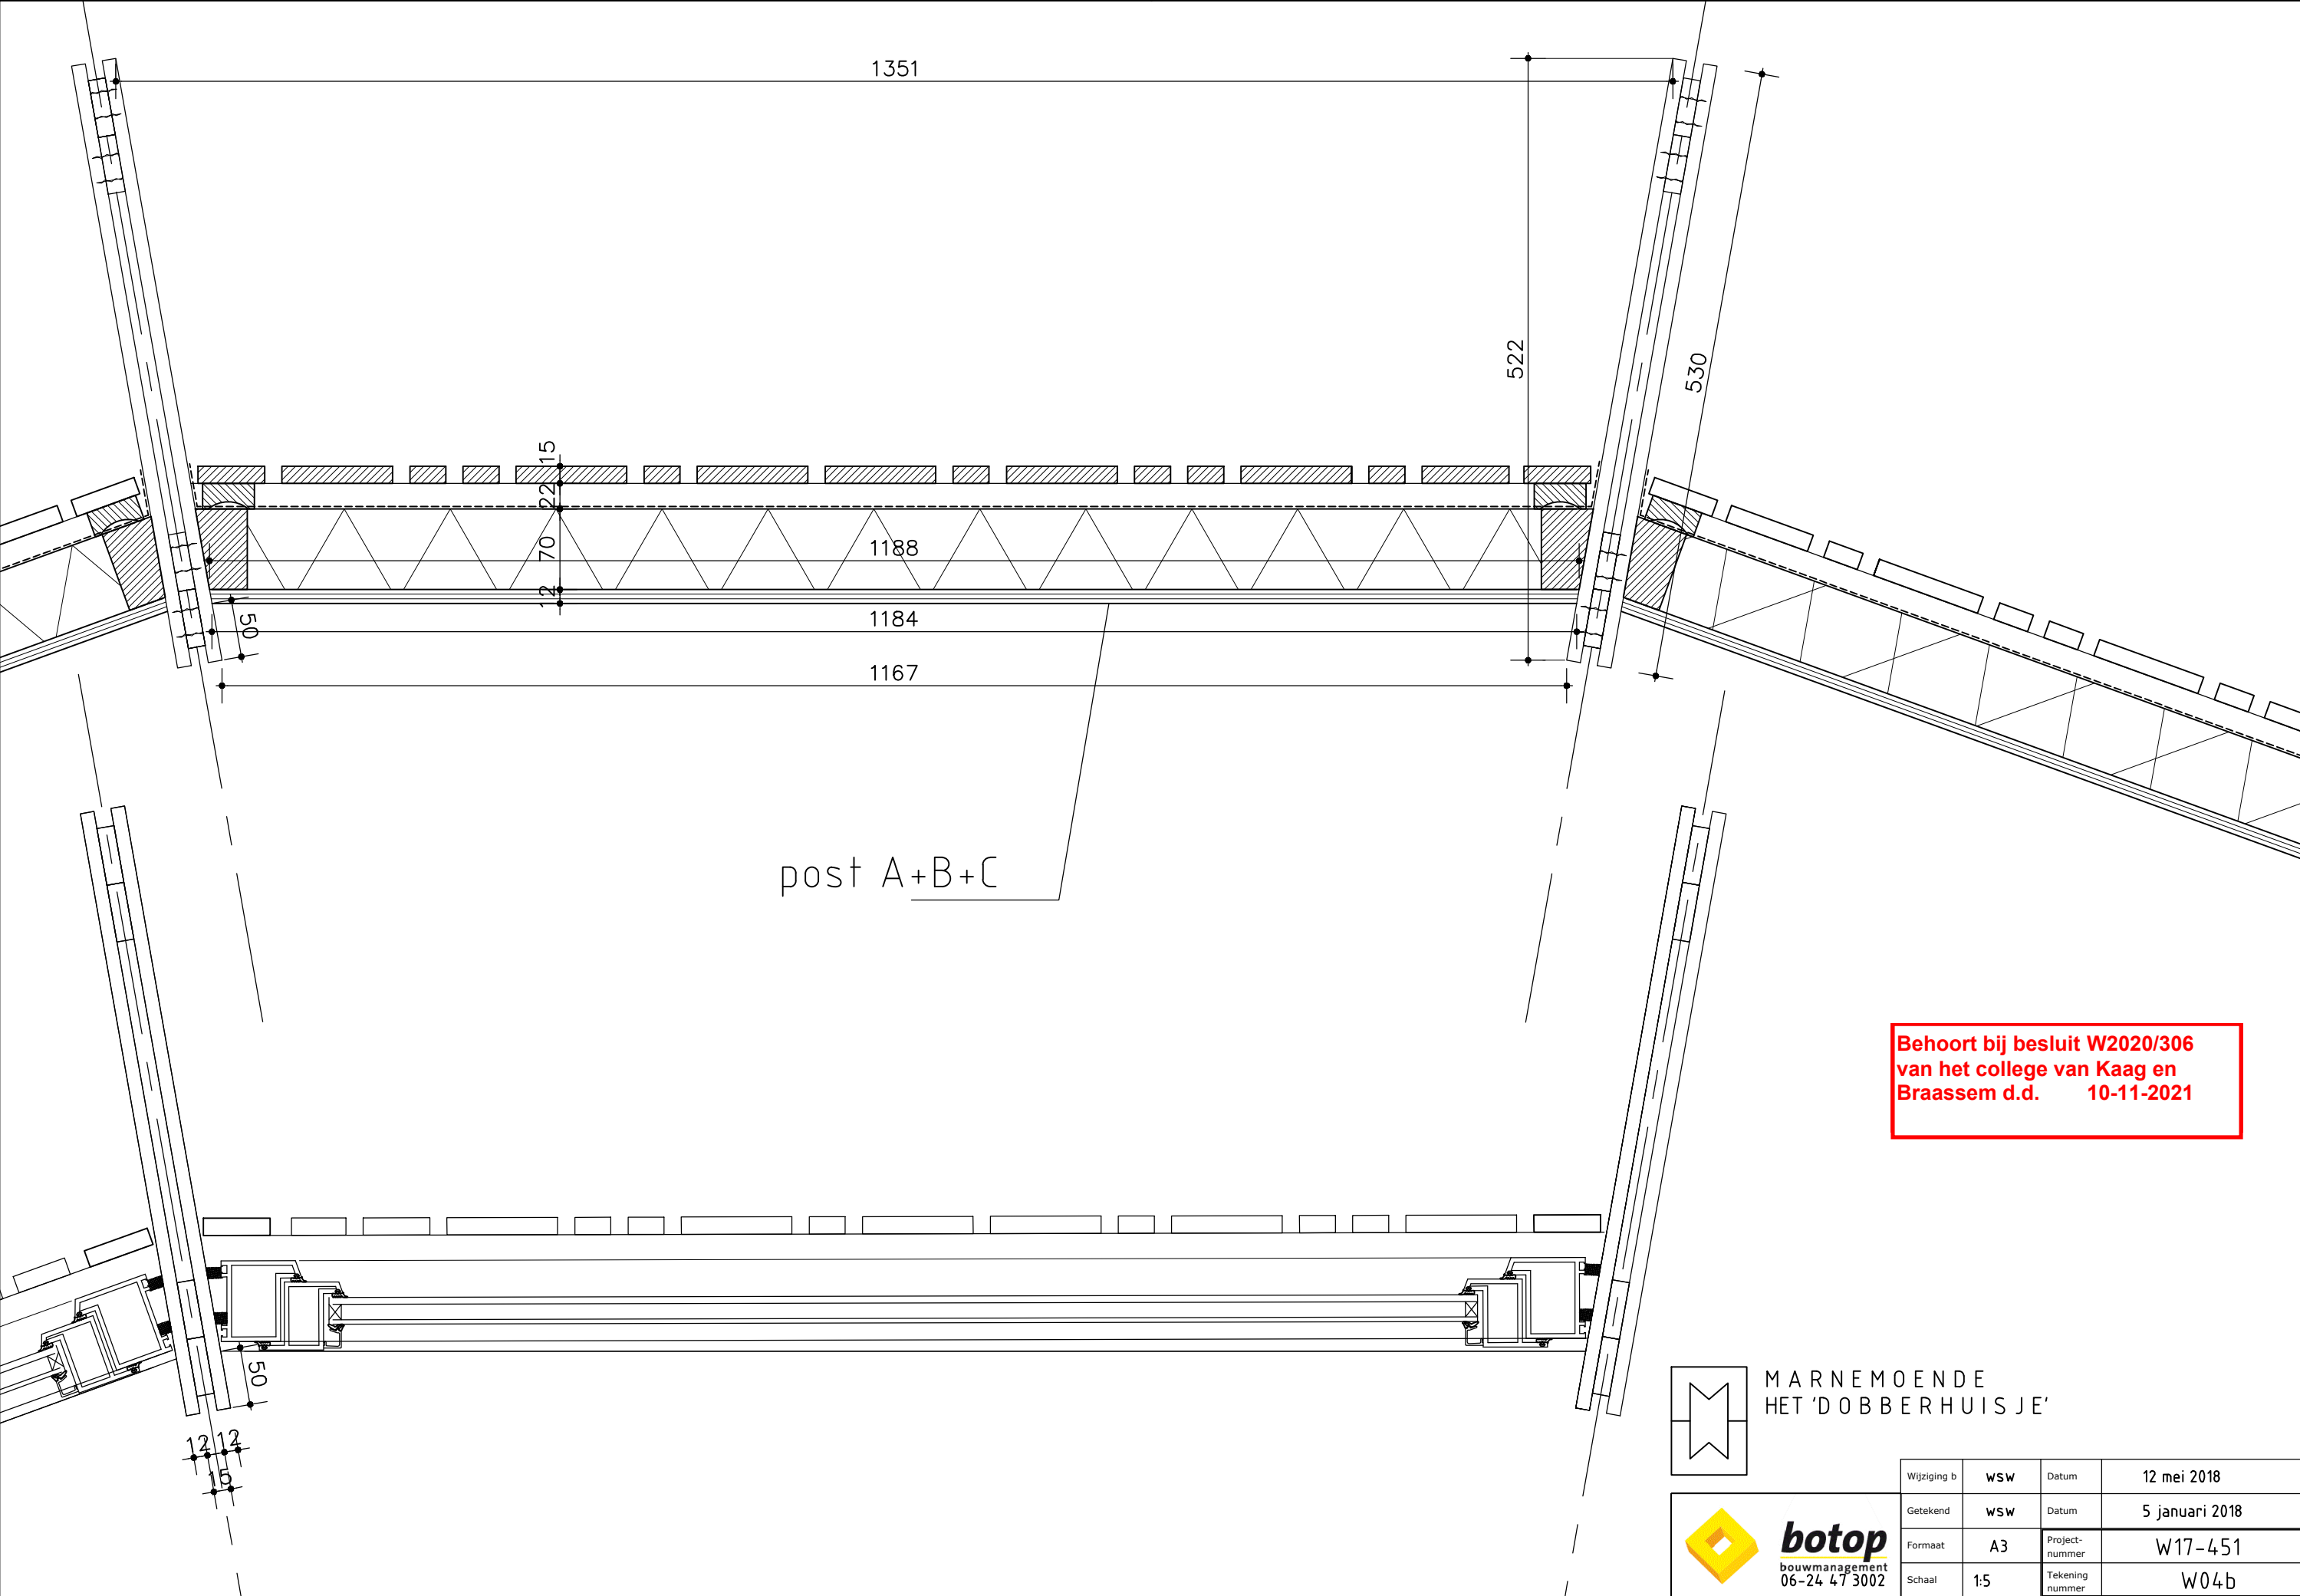 1351
522
530
15
22
70
12
1188
50
1184
1167
post A+B+C
Behoort bij besluit W2020/306
van het college van Kaag en
Braassem d.d. 10-11-2021
50
12 12
15
MARNEMOENDE
HET 'DOBBERHUISJE'
botop
bouwmanagement
06-24 47 3002
Wijziging b wsw Datum 12 mei 2018
Getekend wsw Datum 5 januari 2018
Formaat A3 Project-
nummer W17-451
Schaal 1:5 Tekening
nummer W04b